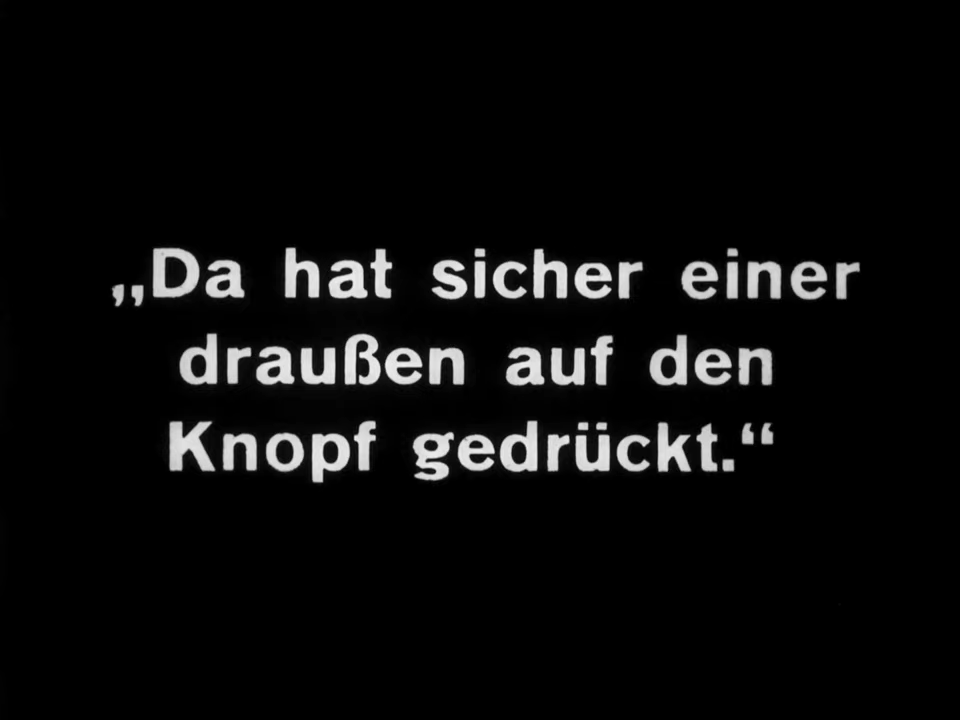 „Da hat sicher einer
draußen auf den
Knopf gedrückt.“